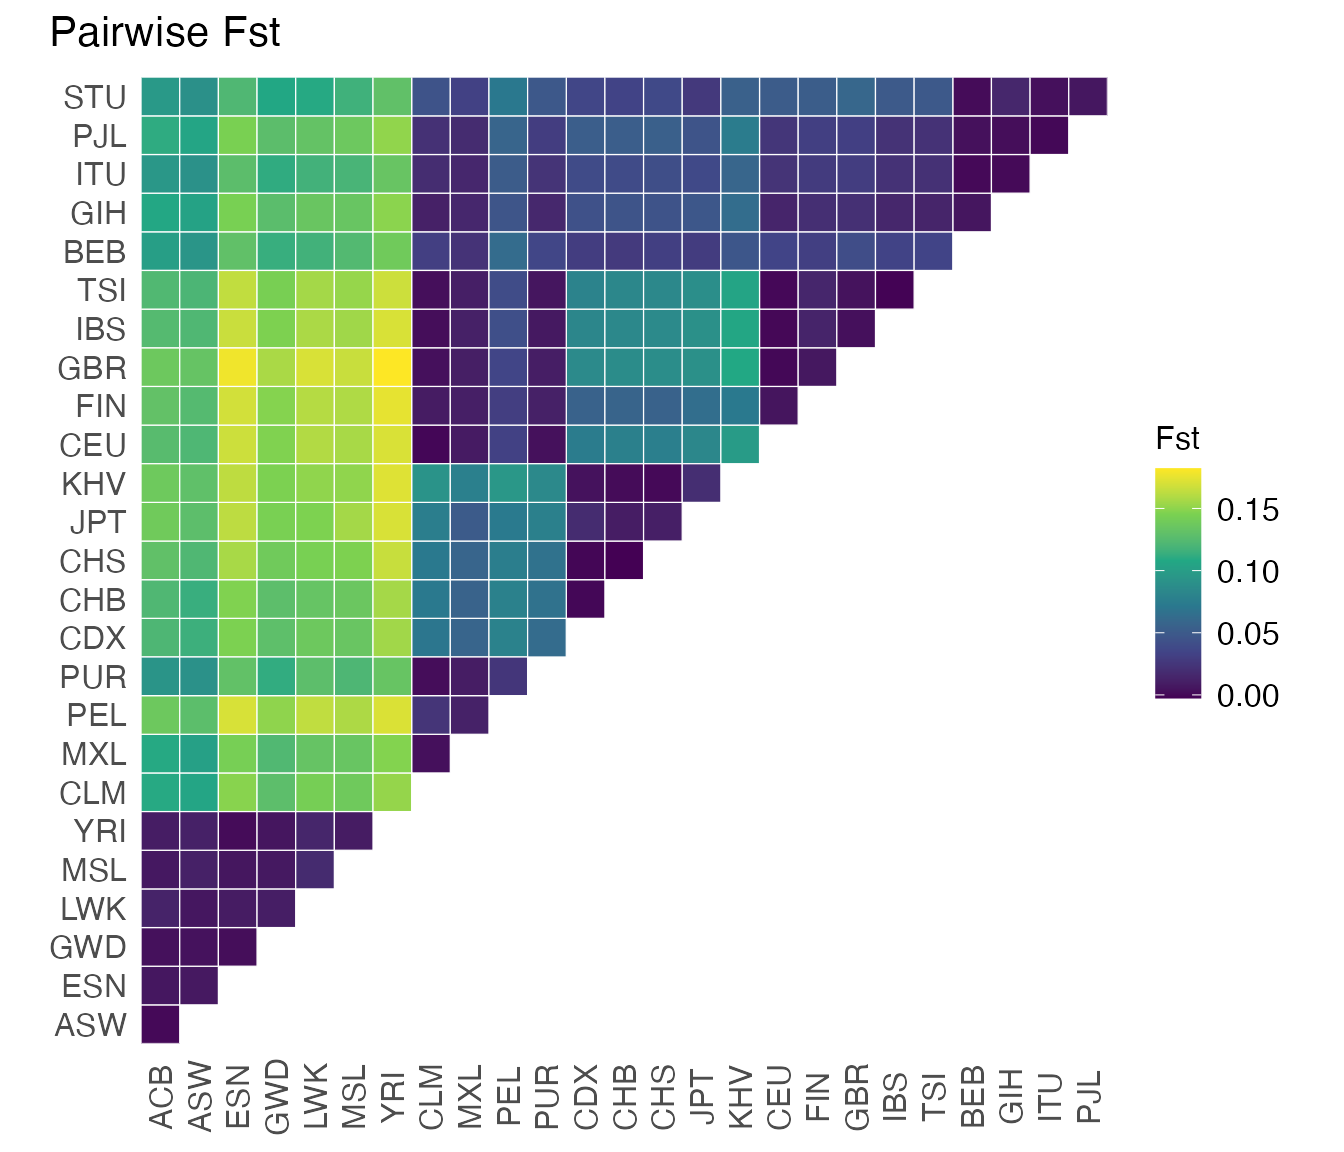 Pairwise Fst
STU
PJL
ITU
GIH
BEB
TSI
IBS
GBR
FIN
CEU
KHV
JPT
CHS
CHB
CDX
PUR
PEL
MXL
CLM
YRI
MSL
LWK
GWD
ESN
ASW
ACB ASW ESN GWD LWK MSL YRI CLM MXL PEL PUR CDX CHB CHS JPT KHV CEU FIN GBR IBS TSI BEB GIH ITU PJL
Fst
0.15
0.10
0.05
0.00